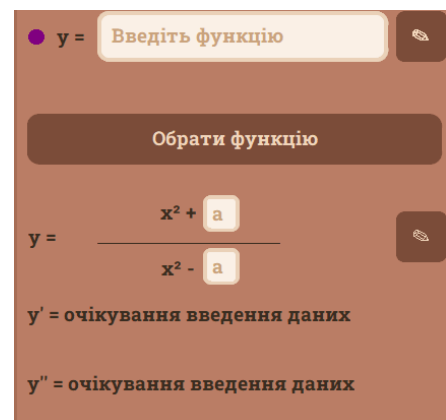 y = Введіть функцію
Обрати функцію
x² + a
y =
x² - a
y' = очікування введення даних
y'' = очікування введення даних